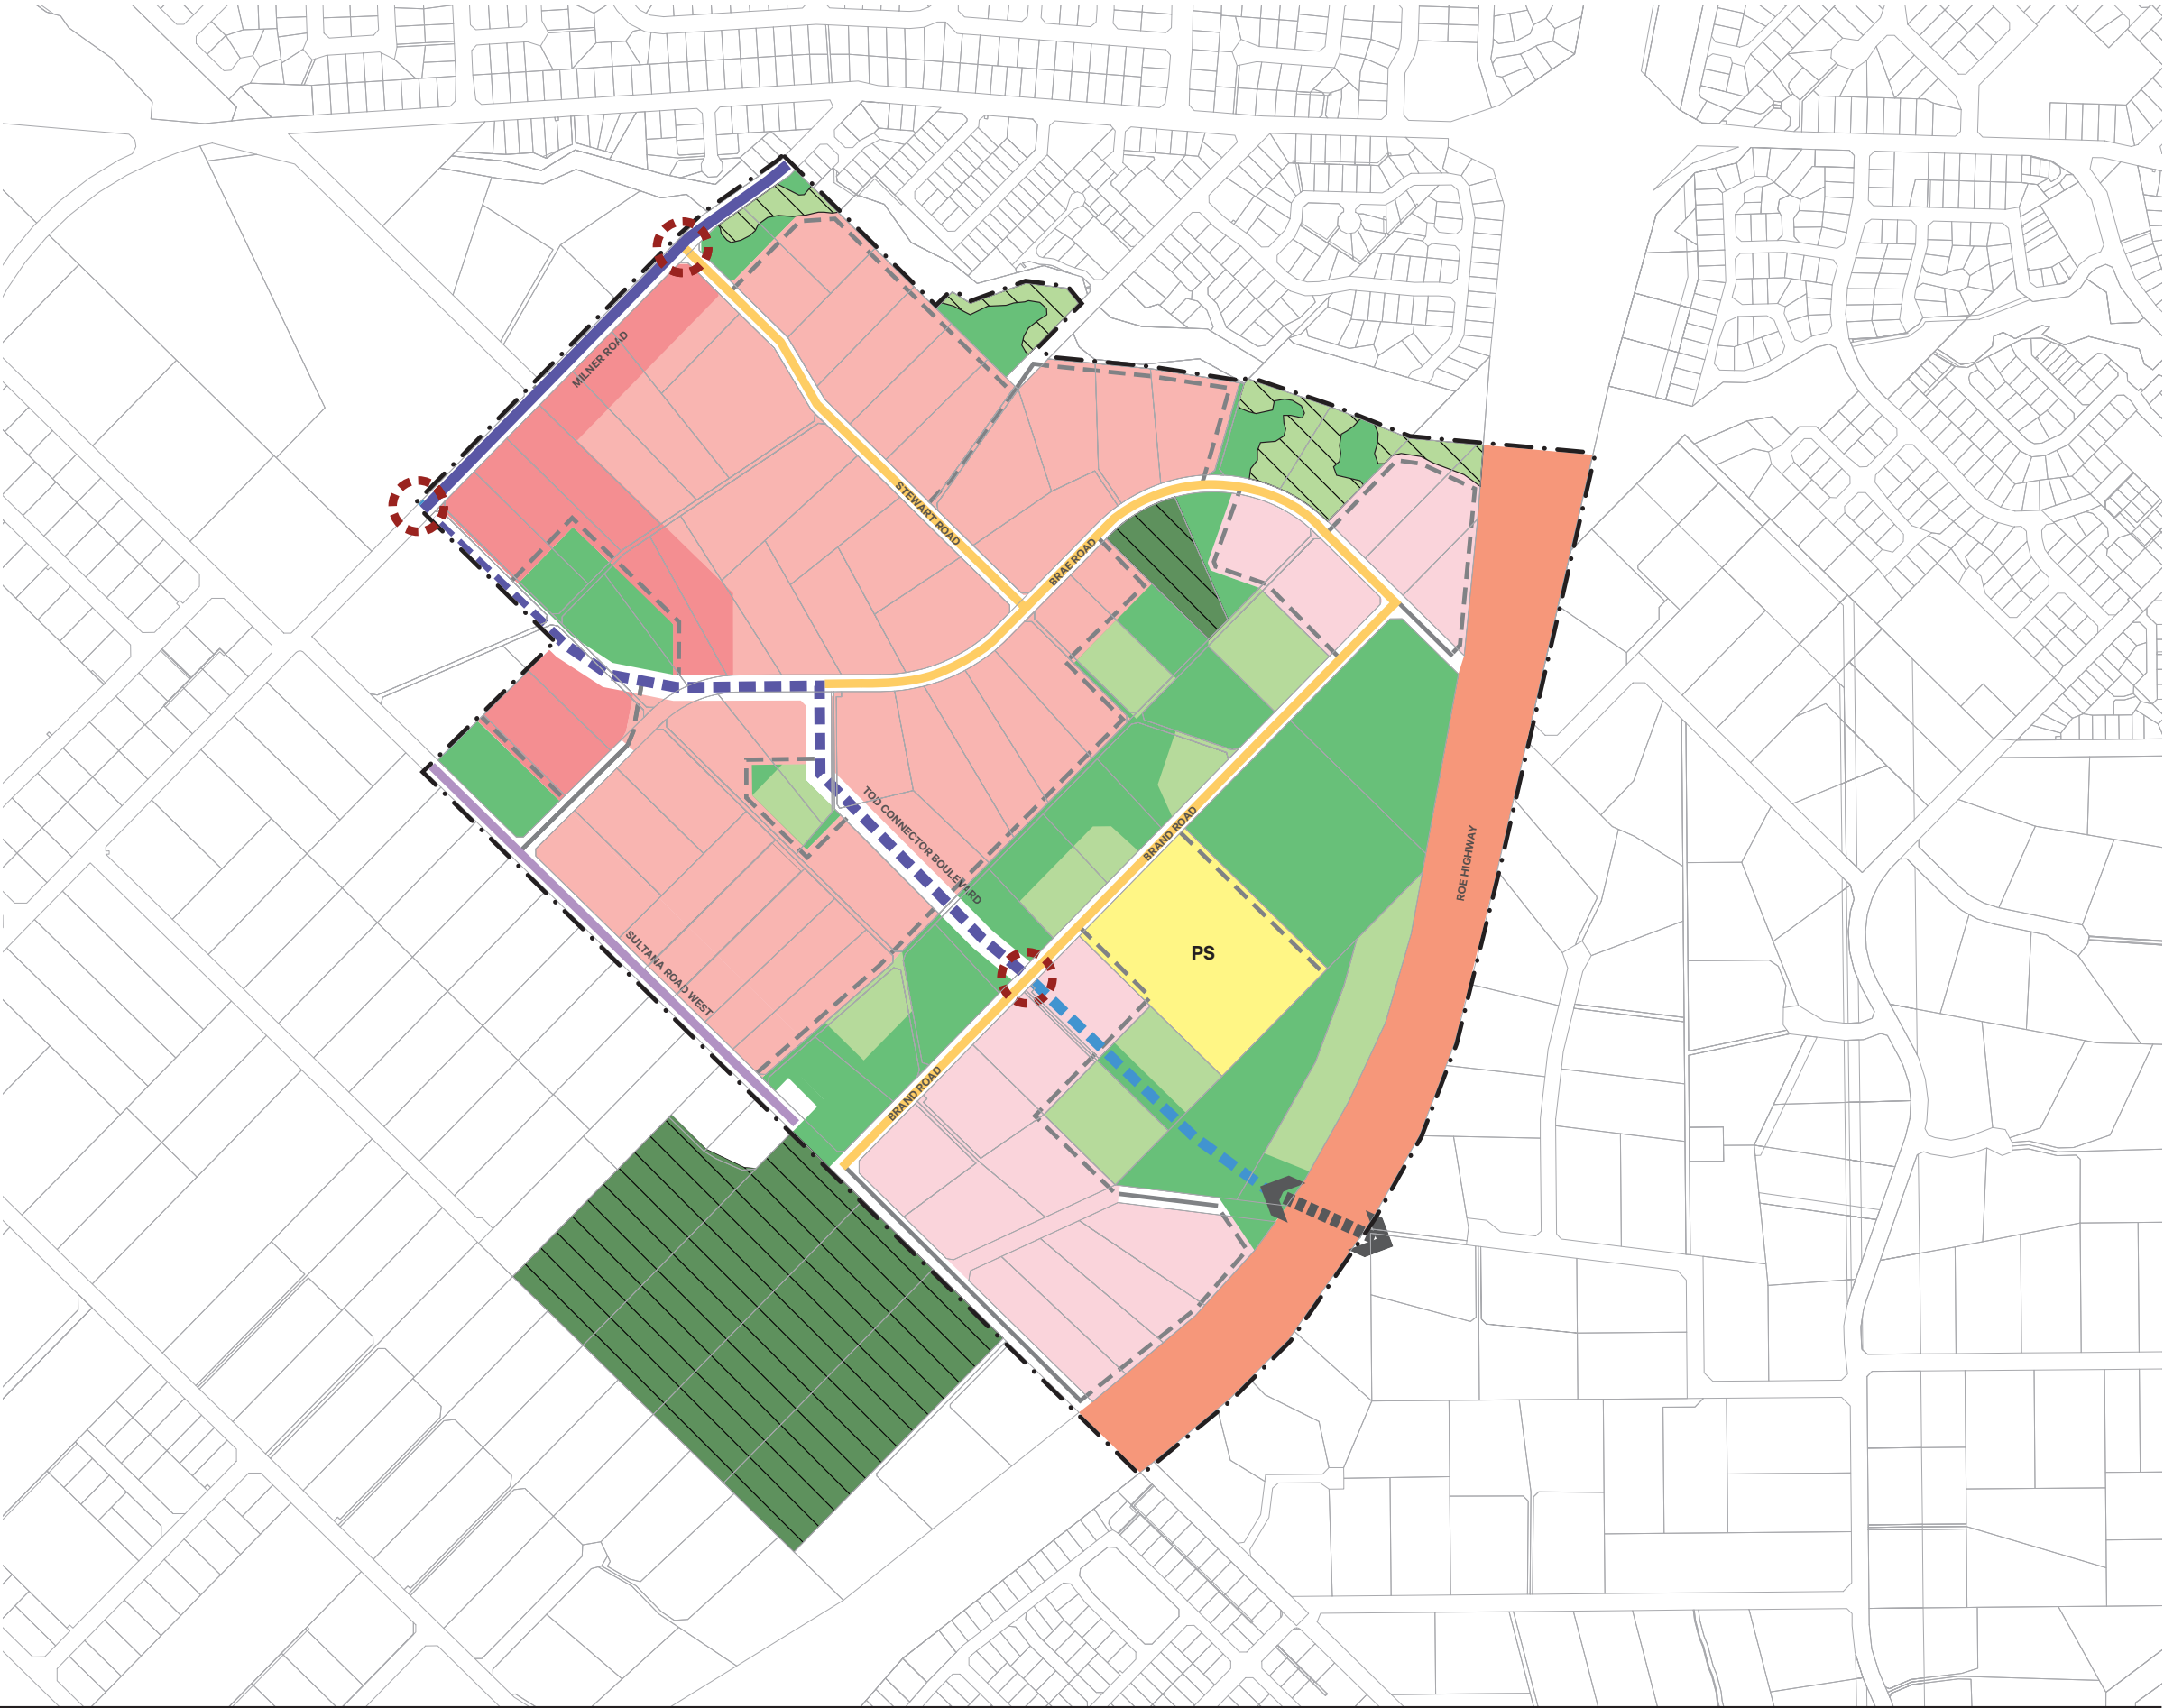 MILNER ROAD
STEWART ROAD
BRAE ROAD
TOD CONNECTOR BOULEVARD
BRAND ROAD
ROE HIGHWAY
PS
SULTANA ROAD WEST
BRAND ROAD